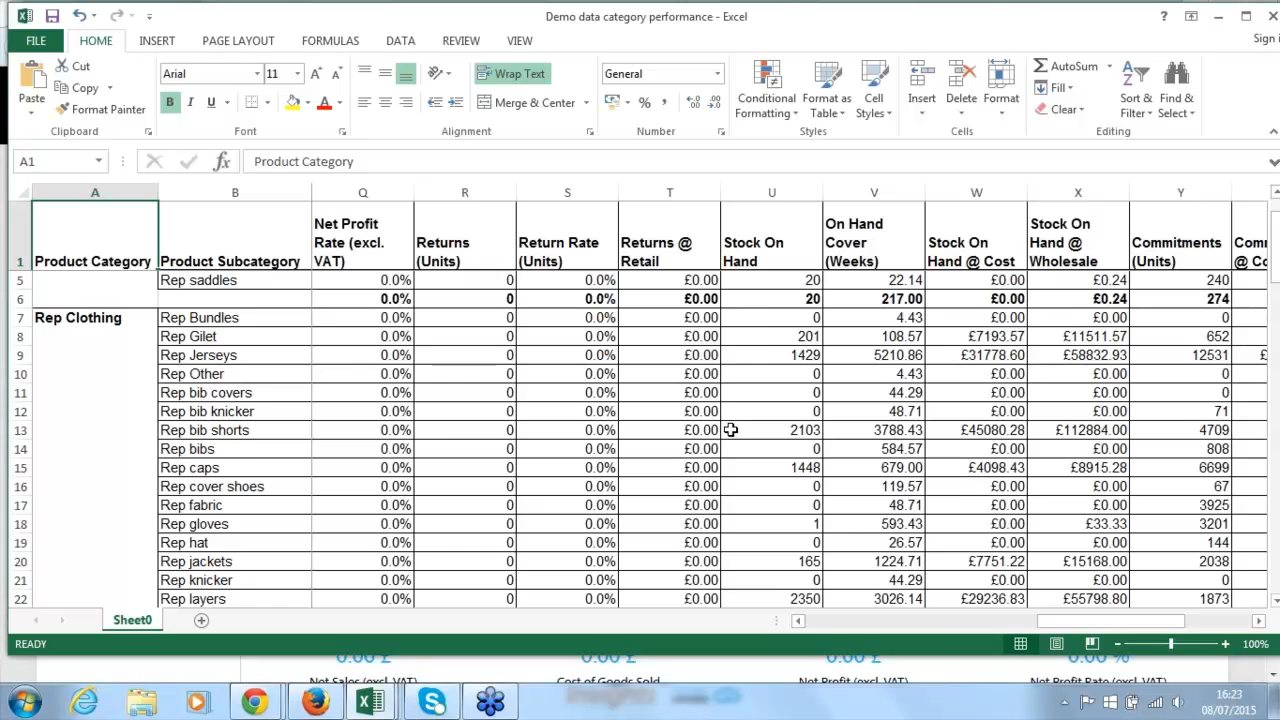 Demo data category performance - Excel
?
FILE HOME INSERT PAGE LAYOUT FORMULAS DATA REVIEW VIEW Sign i
Cut
Copy
Format Painter
Paste
Clipboard
Arial 11
B I U
Font
Wrap Text
Merge & Center
Alignment
General
%
Number
Conditional Formatting
Format as Table
Cell Styles
Styles
Insert Delete Format
Cells
AutoSum
Fill
Clear
Sort & Filter
Find & Select
Editing
A1 fx Product Category
A B Q R S T U V W X Y
1 Product Category Product Subcategory Net Profit Rate (excl. VAT) Returns (Units) Return Rate (Units) Returns @ Retail Stock On Hand On Hand Cover (Weeks) Stock On Hand @ Cost Stock On Hand @ Wholesale Commitments (Units) Comm @ Co
5 Rep saddles 0.0% 0 0.0% £0.00 20 22.14 £0.00 £0.24 240
6 0.0% 0 0.0% £0.00 20 217.00 £0.00 £0.24 274
7 Rep Clothing Rep Bundles 0.0% 0 0.0% £0.00 0 4.43 £0.00 £0.00 0
8 Rep Gilet 0.0% 0 0.0% £0.00 201 108.57 £7193.57 £11511.57 652
9 Rep Jerseys 0.0% 0 0.0% £0.00 1429 5210.86 £31778.60 £58832.93 12531 £
10 Rep Other 0.0% 0 0.0% £0.00 0 4.43 £0.00 £0.00 0
11 Rep bib covers 0.0% 0 0.0% £0.00 0 44.29 £0.00 £0.00 0
12 Rep bib knicker 0.0% 0 0.0% £0.00 0 48.71 £0.00 £0.00 71
13 Rep bib shorts 0.0% 0 0.0% £0.00 2103 3788.43 £45080.28 £112884.00 4709
14 Rep bibs 0.0% 0 0.0% £0.00 0 584.57 £0.00 £0.00 808
15 Rep caps 0.0% 0 0.0% £0.00 1448 679.00 £4098.43 £8915.28 6699
16 Rep cover shoes 0.0% 0 0.0% £0.00 0 119.57 £0.00 £0.00 67
17 Rep fabric 0.0% 0 0.0% £0.00 0 48.71 £0.00 £0.00 3925
18 Rep gloves 0.0% 0 0.0% £0.00 1 593.43 £0.00 £33.33 3201
19 Rep hat 0.0% 0 0.0% £0.00 0 26.57 £0.00 £0.00 144
20 Rep jackets 0.0% 0 0.0% £0.00 165 1224.71 £7751.22 £15168.00 2038
21 Rep knicker 0.0% 0 0.0% £0.00 0 44.29 £0.00 £0.00 0
22 Rep layers 0.0% 0 0.0% £0.00 2350 3026.14 £29236.83 £55798.80 1873
Sheet0
READY 100%
0.00 £ 0.00 £ 0.00 £ 0.00 %
Net Sales (excl.VAT) Cost of Goods Sold Net Profit (excl.VAT) Net Profit Rate (excl.VAT)
16:23
08/07/2015